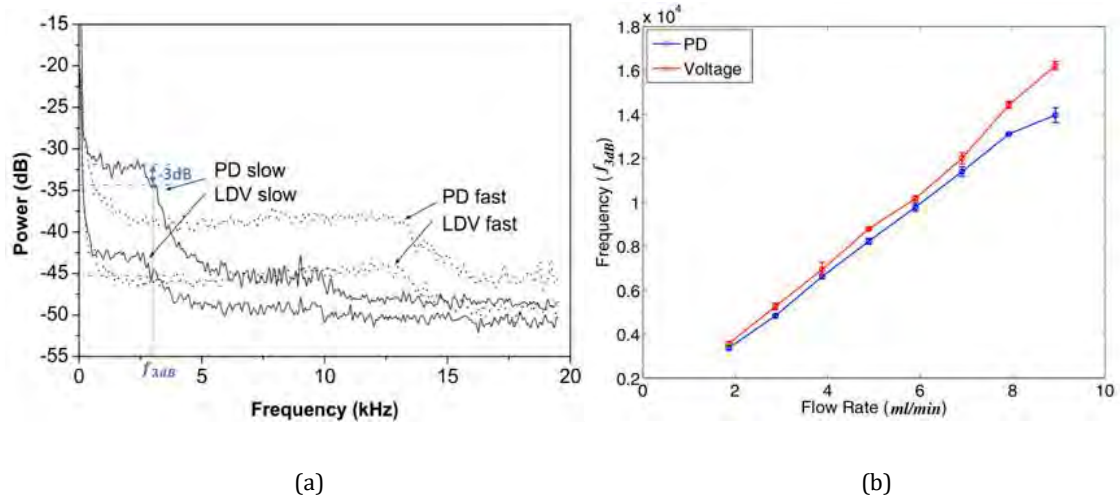 -15
-20
-25
-30
-35
-40
-45
-50
-55
Power (dB)
-3dB
PD slow
LDV slow
PD fast
LDV fast
0
5
10
15
20
f3dB
Frequency (kHz)
(a)
x 10⁴
1.8
1.6
1.4
1.2
1
0.8
0.6
0.4
0.2
Frequency (f3dB)
PD
Voltage
0
2
4
6
8
10
Flow Rate (ml/min)
(b)